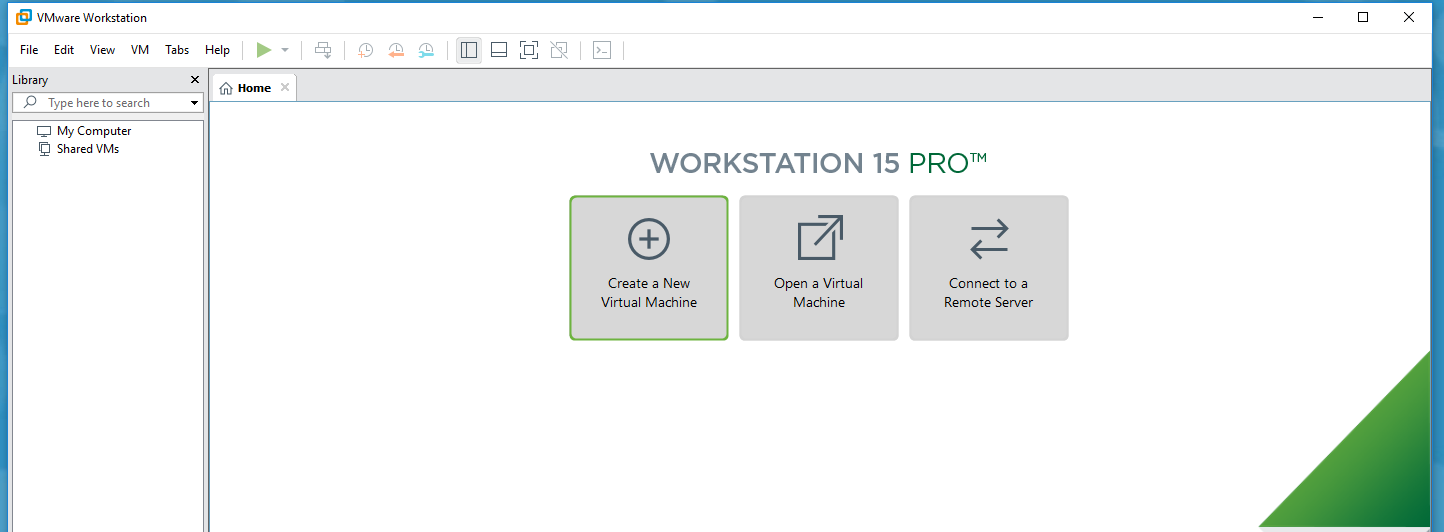 VMware Workstation
File Edit View VM Tabs Help
Library
Type here to search
My Computer
Shared VMs
Home
WORKSTATION 15 PRO™
Create a New
Virtual Machine
Open a Virtual
Machine
Connect to a
Remote Server